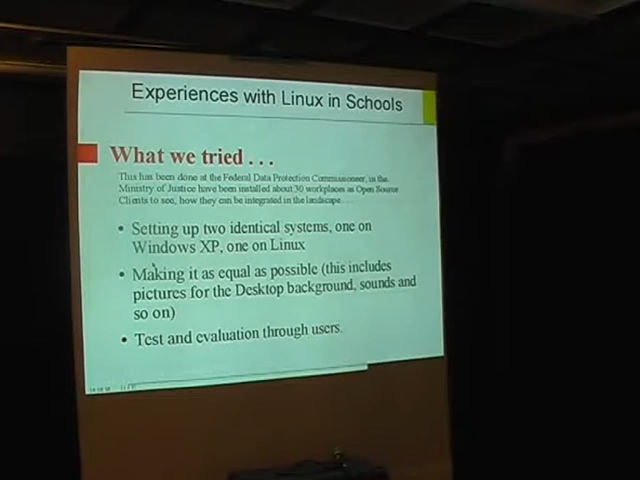 Experiences with Linux in Schools
What we tried . . .
This has been done at the Federal Data Protection Commissioneer, in the
Ministry of Justice have been installed about 30 workplaces as Open Source
Clients to see, how they can be integrated in the landscape. . .
• Setting up two identical systems, one on
Windows XP, one on Linux
• Making it as equal as possible (this includes
pictures for the Desktop background, sounds and
so on)
• Test and evaluation through users.